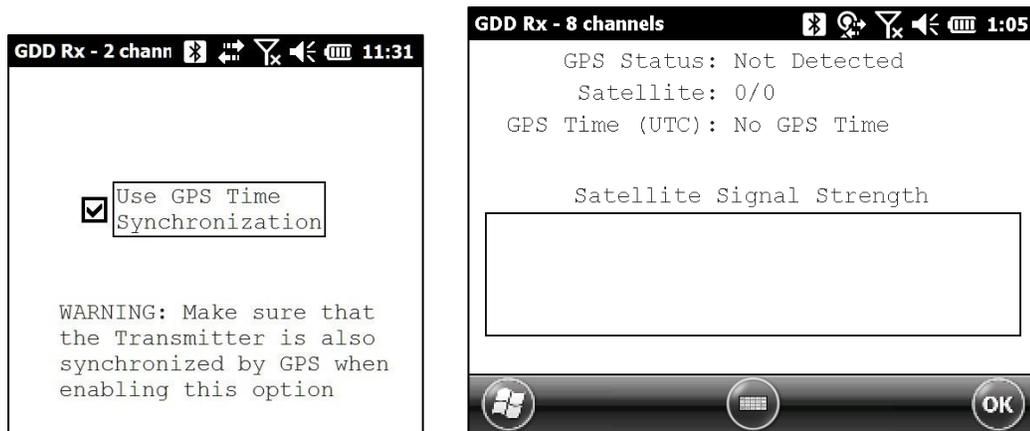 GDD Rx - 2 chann 11:31
Use GPS Time
Synchronization
WARNING: Make sure that
the Transmitter is also
synchronized by GPS when
enabling this option
GDD Rx - 8 channels 1:05
GPS Status: Not Detected
Satellite: 0/0
GPS Time (UTC): No GPS Time
Satellite Signal Strength
OK